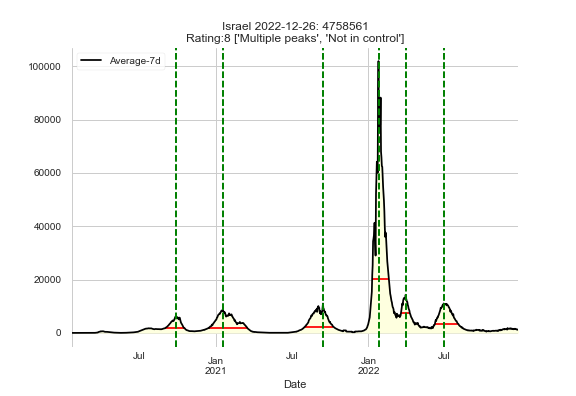 Israel 2022-12-26: 4758561
Rating:8 ['Multiple peaks', 'Not in control']
Average-7d
100000
80000
60000
40000
20000
0
Jul
Jan
2021
Jul
Jan
2022
Jul
Date